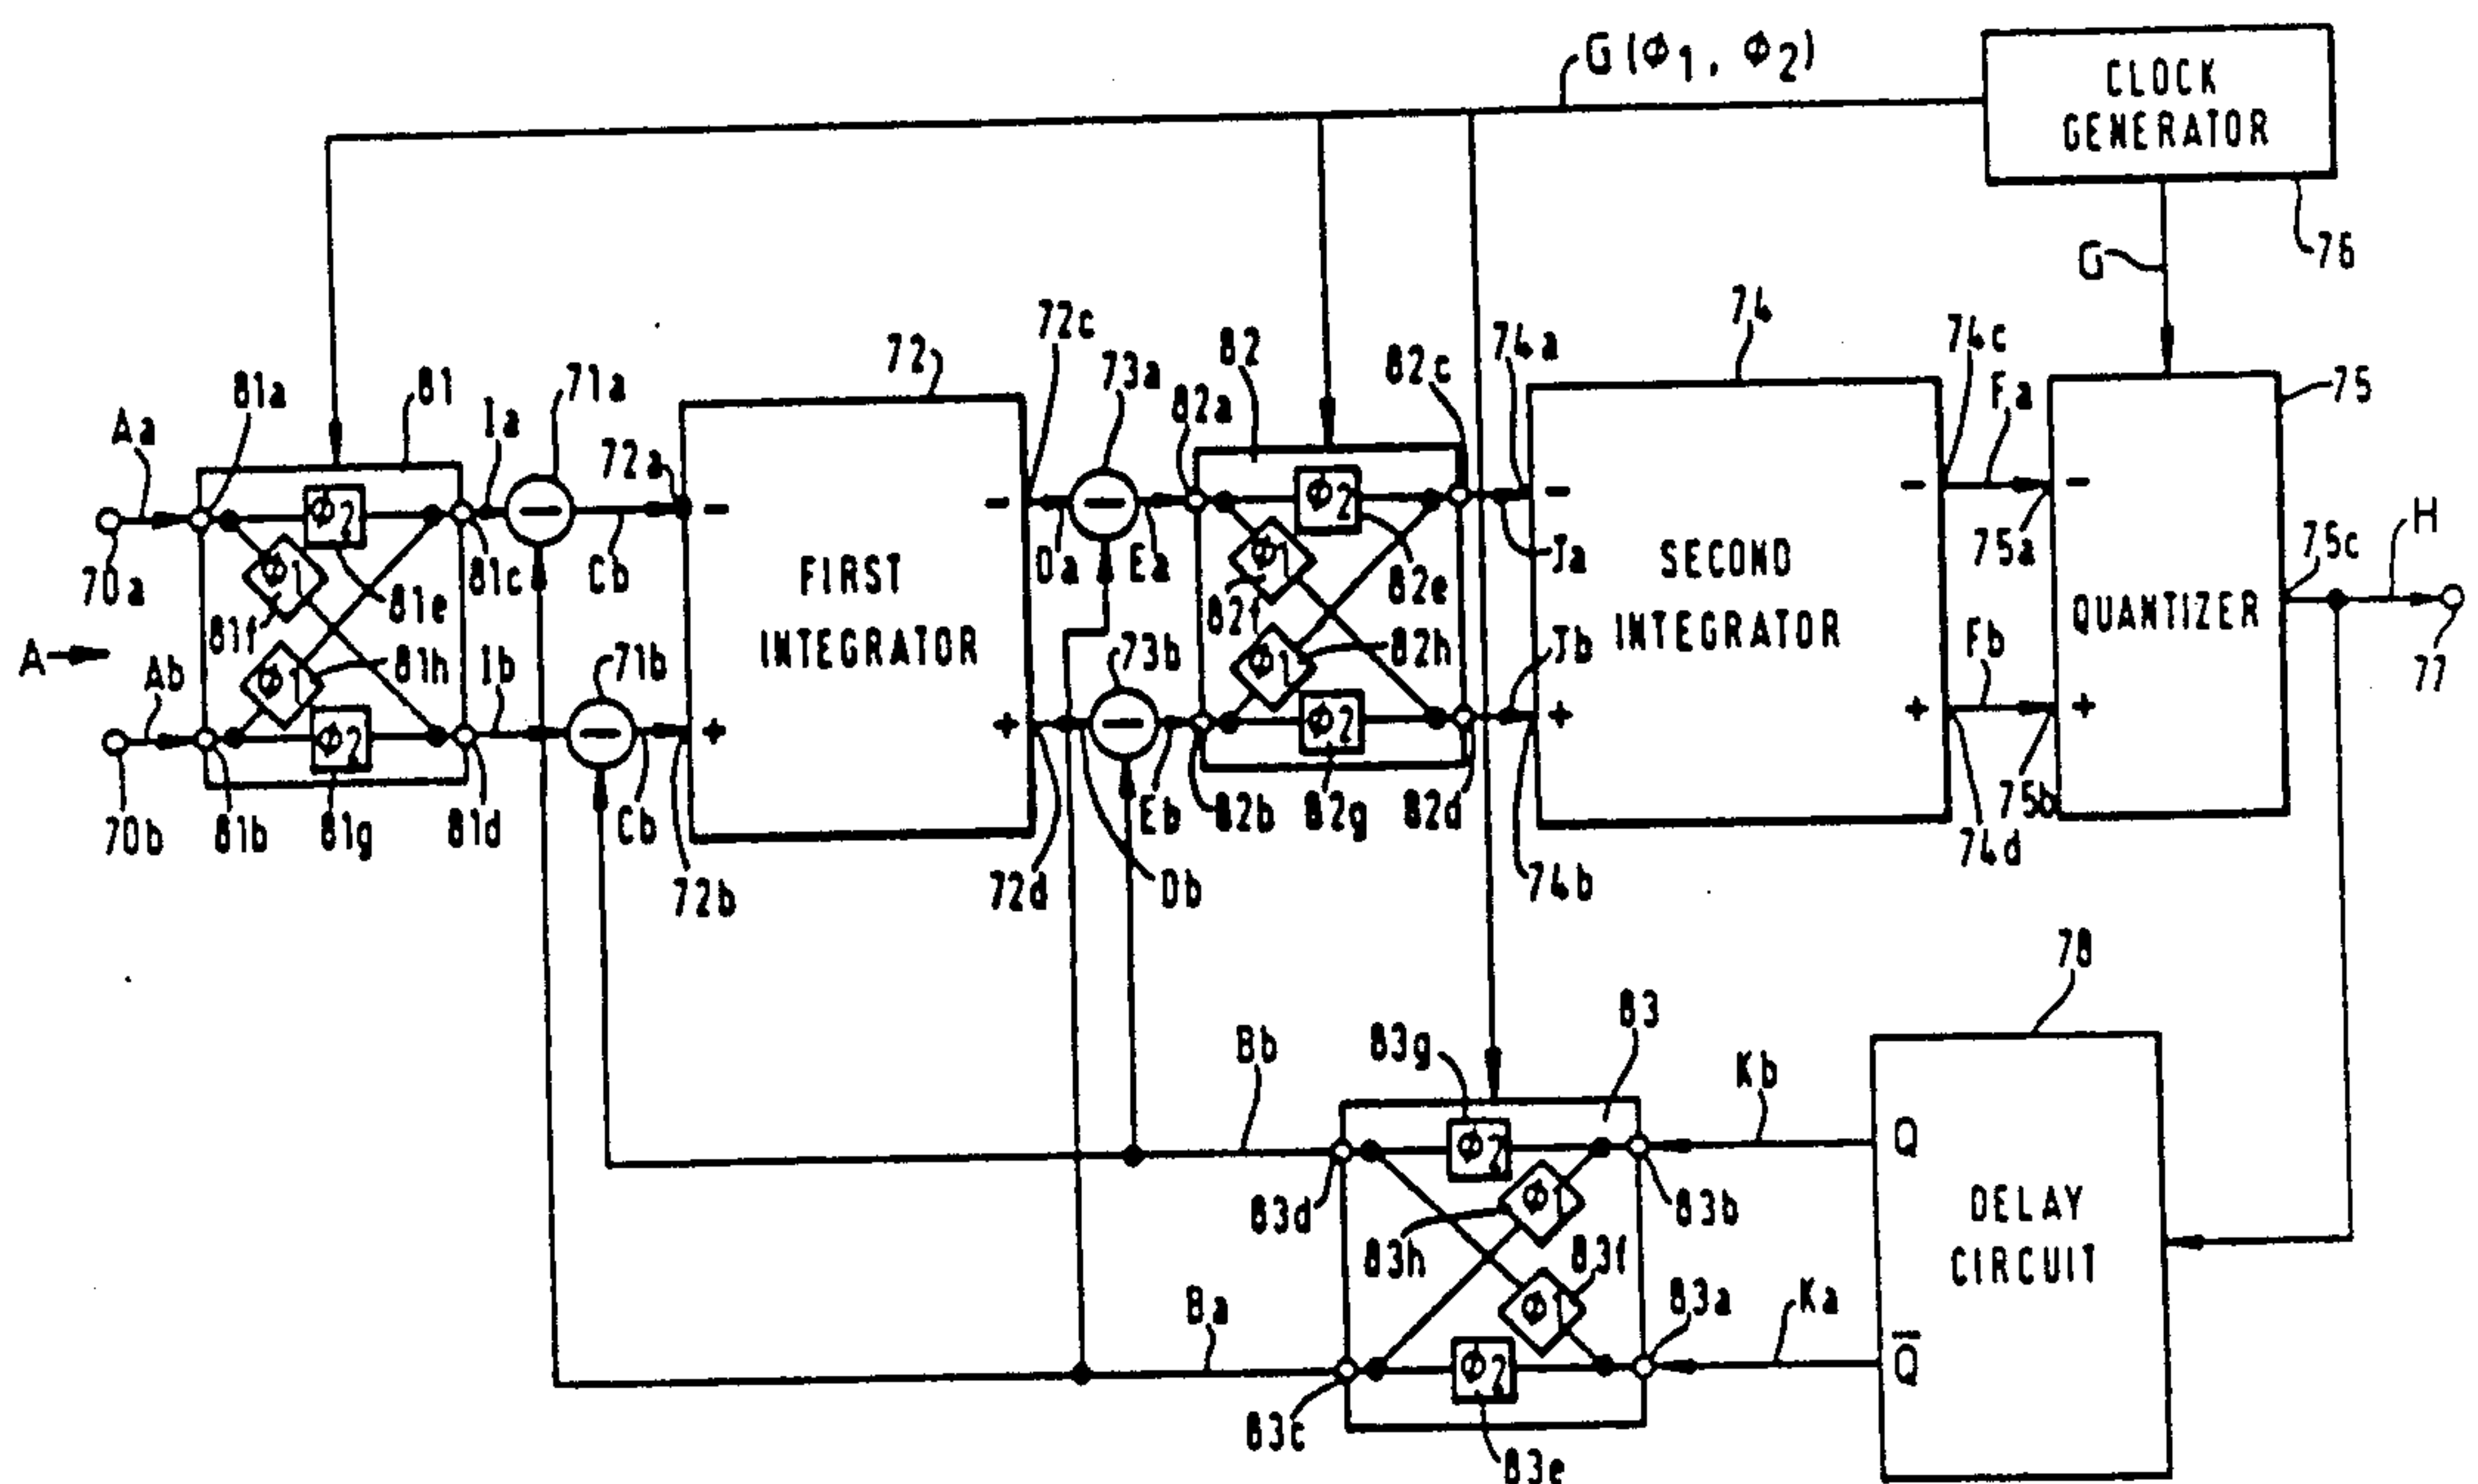 G(Φ1, Φ2)
CLOCK
GENERATOR
76
G
72c
72
73a
82
82a
82c
74a
74
74c
Fa
75
Aa
81a
81
Ia
71a
72a
Φ2
-
-
Φ2
-
-
-
70a
Φ1
81f
81e
81c
Cb
FIRST
INTEGRATOR
Da
Ea
Φ1
82f
82e
Ja
SECOND
INTEGRATOR
75a
QUANTIZER
75c
H
77
A
Ab
Φ1
81h
Ib
71b
73b
Φ1
82h
Jb
Fb
Φ2
+
+
Φ2
+
+
+
70b
81b
81g
81d
Cb
72b
72d
Db
Eb
82b
82g
82d
74b
74d
75b
78
Bb
83g
83
Kb
Φ2
Q
83d
Φ1
83h
83b
83f
DELAY
CIRCUIT
Ba
Φ1
83a
Ka
Φ2
Q̅
83c
83e